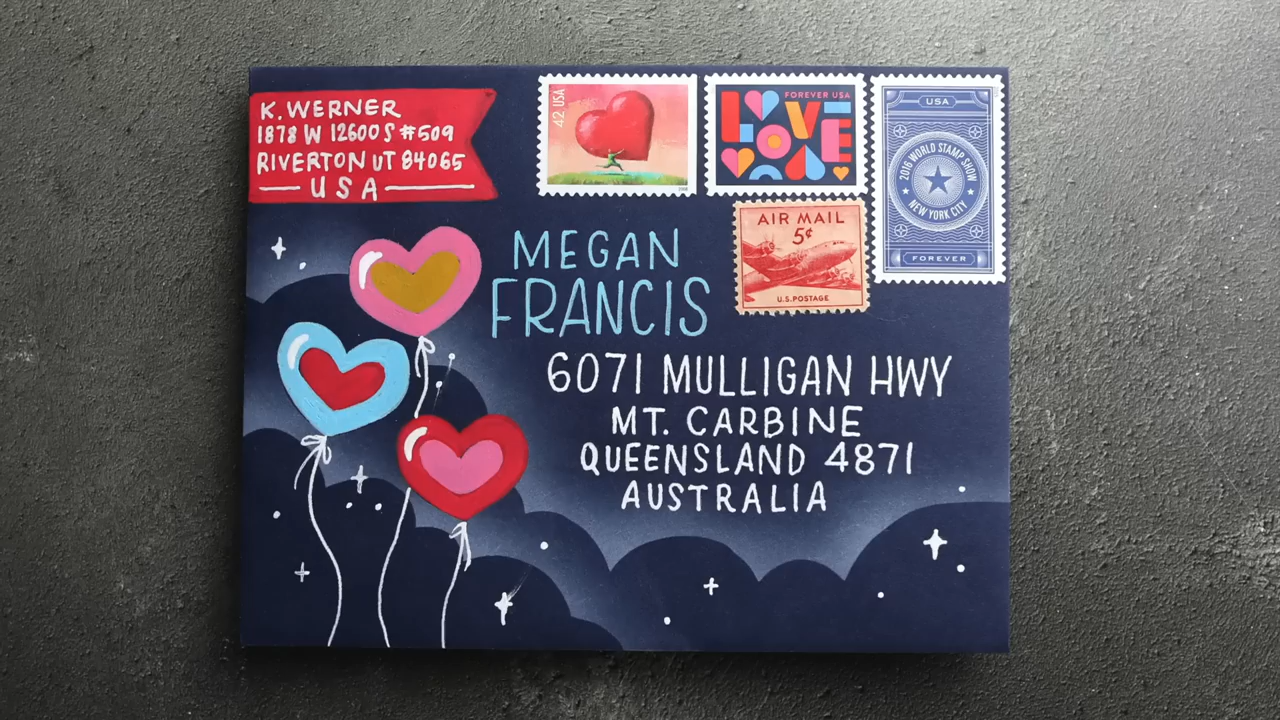 K. WERNER
1878 W 12600 S #509
RIVERTON UT 84065
USA
42 USA
FOREVER USA
LOVE
USA
2016 WORLD STAMP SHOW
NEW YORK CITY
FOREVER
AIR MAIL
5¢
U.S. POSTAGE
MEGAN
FRANCIS
6071 MULLIGAN HWY
MT. CARBINE
QUEENSLAND 4871
AUSTRALIA